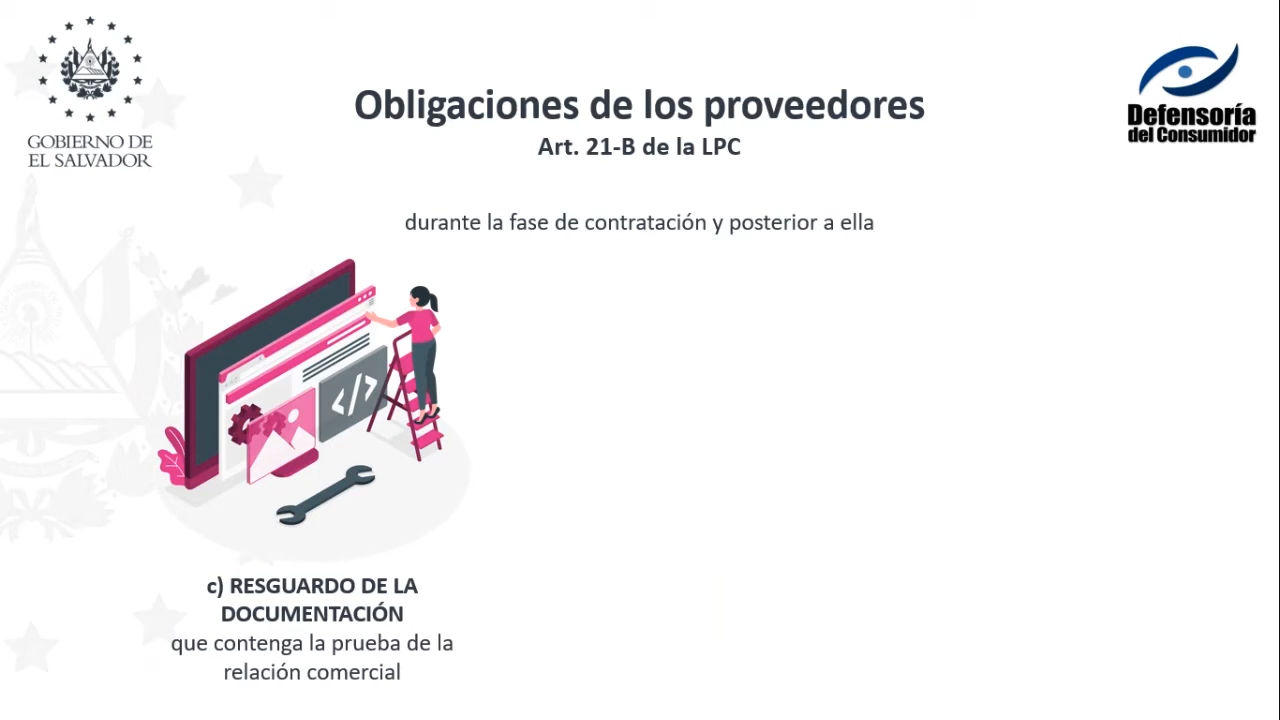 GOBIERNO DE
EL SALVADOR
Defensoría
del Consumidor
Obligaciones de los proveedores
Art. 21-B de la LPC
durante la fase de contratación y posterior a ella
</>
c) RESGUARDO DE LA
DOCUMENTACIÓN
que contenga la prueba de la
relación comercial